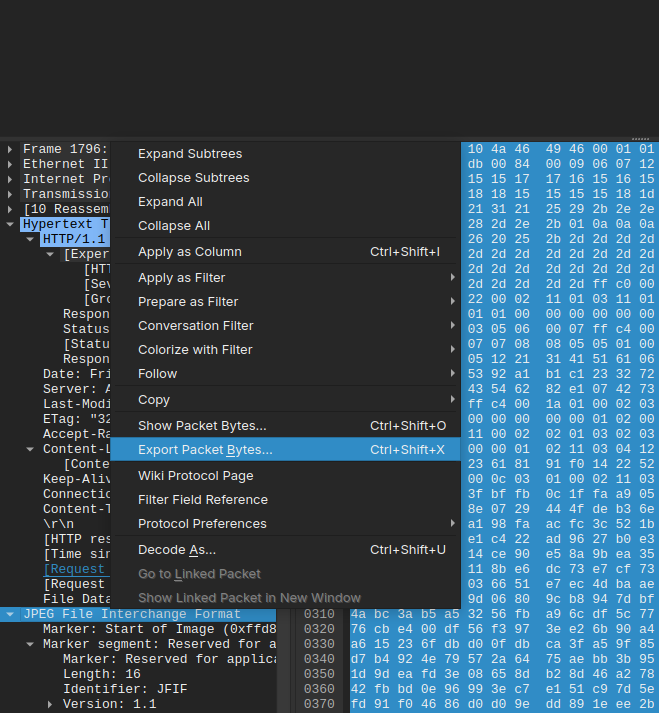 Frame 1796:
Ethernet II
Internet Pr
Transmissio
[10 Reassem
Hypertext T
HTTP/1.1
[Exper
[HTT
[Sev
[Gro
Respon
Status
[Statu
Respon
Date: Fri
Server: A
Last-Modi
ETag: "32
Accept-Ra
Content-L
[Conte
Keep-Aliv
Connectio
Content-T
\r\n
[HTTP res
[Time sin
[Request
[Request
File Data
JPEG File Interchange Format
Marker: Start of Image (0xffd8
Marker segment: Reserved for a
Marker: Reserved for applica
Length: 16
Identifier: JFIF
Version: 1.1
Expand Subtrees
Collapse Subtrees
Expand All
Collapse All
Apply as Column Ctrl+Shift+I
Apply as Filter
Prepare as Filter
Conversation Filter
Colorize with Filter
Follow
Copy
Show Packet Bytes... Ctrl+Shift+O
Export Packet Bytes... Ctrl+Shift+X
Wiki Protocol Page
Filter Field Reference
Protocol Preferences
Decode As... Ctrl+Shift+U
Go to Linked Packet
Show Linked Packet in New Window
10 4a 46 49 46 00 01 01
db 00 84 00 09 06 07 12
15 15 17 17 16 15 16 15
18 18 15 15 15 15 18 1d
21 31 21 25 29 2b 2e 2e
28 2d 2e 2b 01 0a 0a 0a
26 20 25 2b 2d 2d 2d 2d
2d 2d 2d 2d 2d 2d 2d 2d
2d 2d 2d 2d 2d 2d 2d 2d
2d 2d 2d 2d 2d ff c0 00
22 00 02 11 01 03 11 01
01 01 00 00 00 00 00 00
03 05 06 00 07 ff c4 00
07 07 08 08 05 05 01 00
05 12 21 31 41 51 61 06
53 92 a1 b1 c1 23 32 72
43 54 62 82 e1 07 42 73
ff c4 00 1a 01 00 02 03
00 00 00 00 00 01 02 03
11 00 02 02 01 03 02 03
00 00 01 02 11 03 04 12
23 61 81 91 f0 14 22 52
00 0c 03 01 00 02 11 03
3f bf fb 0c 1f fa a9 05
8e 07 29 44 4f de b3 6e
a1 98 fa ac fc 3c 52 1b
e1 c4 22 ad 96 27 b0 e3
14 ce 90 e5 8a 9b ea 35
11 8b e6 dc 73 e7 cf 73
03 66 51 e7 ec 4d ba ae
9d 06 80 9c b8 94 7d bf
0310 4a bc 3a b5 a5 32 56 fb a9 6c df 5c 77
0320 76 cb e4 00 df 56 f3 97 3e e2 6b 90 a4
0330 a6 15 23 6f db d0 0f db ca 3f a5 9f 85
0340 d7 b4 92 4e 79 57 2a 64 75 ae bb 3b 95
0350 1d 9d ea fd 3e 08 65 8d b2 8d 46 a2 78
0360 42 fb bd 0e 96 99 3e c7 e1 51 c9 7d 5e
0370 fd 91 f0 46 86 d0 9e dd 89 1e ee 2b